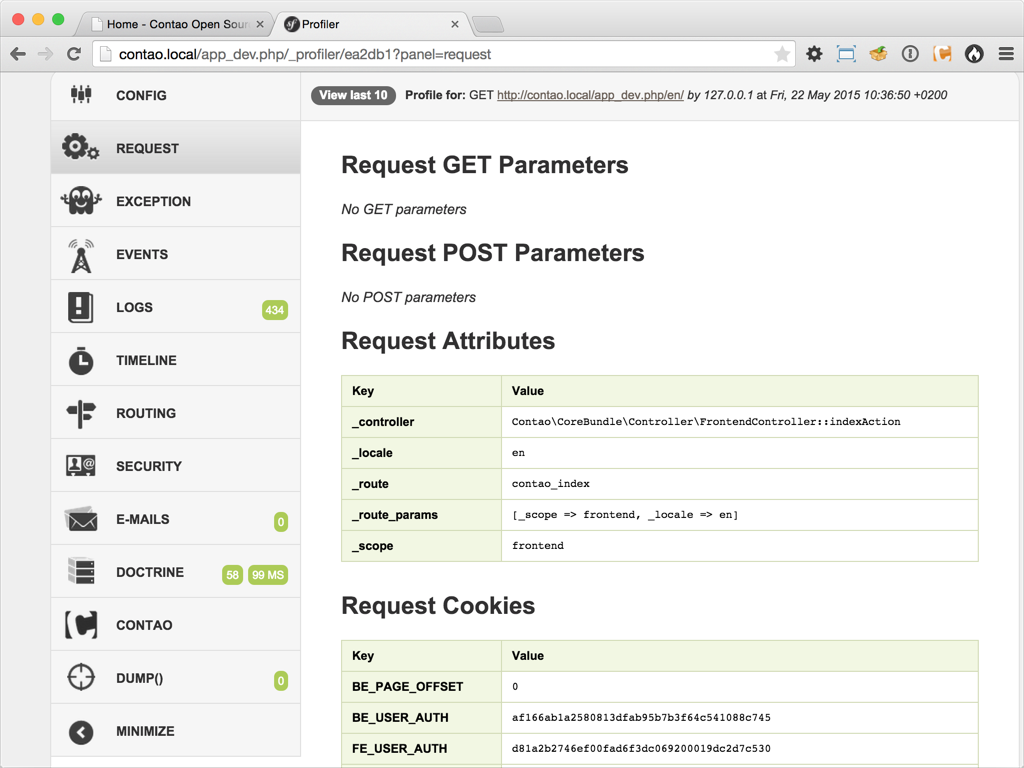 Home - Contao Open Sour
Profiler
contao.local/app_dev.php/_profiler/ea2db1?panel=request
CONFIG
REQUEST
EXCEPTION
EVENTS
LOGS 434
TIMELINE
ROUTING
SECURITY
E-MAILS 0
DOCTRINE 58 99 MS
CONTAO
DUMP() 0
MINIMIZE
View last 10 Profile for: GET http://contao.local/app_dev.php/en/ by 127.0.0.1 at Fri, 22 May 2015 10:36:50 +0200
Request GET Parameters
No GET parameters
Request POST Parameters
No POST parameters
Request Attributes
Key Value
_controller Contao\CoreBundle\Controller\FrontendController::indexAction
_locale en
_route contao_index
_route_params [_scope => frontend, _locale => en]
_scope frontend
Request Cookies
Key Value
BE_PAGE_OFFSET 0
BE_USER_AUTH af166ab1a2580813dfab95b7b3f64c541088c745
FE_USER_AUTH d81a2b2746ef00fad6f3dc069200019dc2d7c530